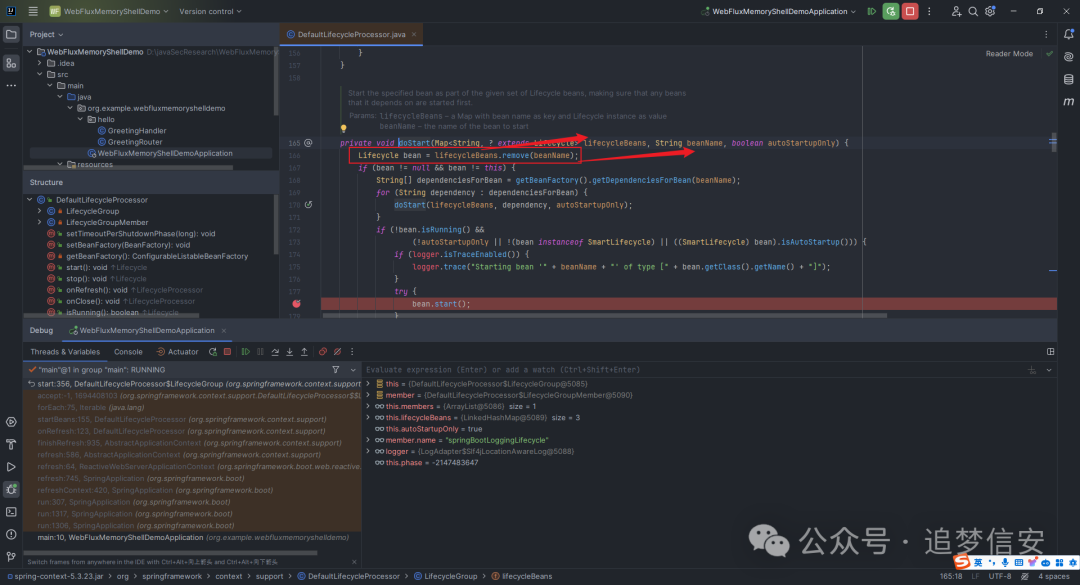 WF WebFluxMemoryShellDemo Version control WebFluxMemoryShellDemoApplication
Project
WebFluxMemoryShellDemo D:\javaSecResearch\WebFluxMemory
.idea
src
main
java
org.example.webfluxmemoryshelldemo
hello
GreetingHandler
GreetingRouter
WebFluxMemoryShellDemoApplication
resources
Structure
DefaultLifecycleProcessor
LifecycleGroup
LifecycleGroupMember
setTimeoutPerShutdownPhase(long): void
setBeanFactory(BeanFactory): void
getBeanFactory(): ConfigurableListableBeanFactory
start(): void ↑Lifecycle
stop(): void ↑Lifecycle
onRefresh(): void ↑LifecycleProcessor
onClose(): void ↑LifecycleProcessor
isRunning(): boolean ↑Lifecycle
DefaultLifecycleProcessor.java
Reader Mode
156 }
157 }
158
Start the specified bean as part of the given set of Lifecycle beans, making sure that any beans
that it depends on are started first.
Params: lifecycleBeans – a Map with bean name as key and Lifecycle instance as value
beanName – the name of the bean to start
165 private void doStart(Map<String, ? extends Lifecycle> lifecycleBeans, String beanName, boolean autoStartupOnly) {
166 Lifecycle bean = lifecycleBeans.remove(beanName);
167 if (bean != null && bean != this) {
168 String[] dependenciesForBean = getBeanFactory().getDependenciesForBean(beanName);
169 for (String dependency : dependenciesForBean) {
170 doStart(lifecycleBeans, dependency, autoStartupOnly);
171 }
172 if (!bean.isRunning() &&
173 (!autoStartupOnly || !(bean instanceof SmartLifecycle) || ((SmartLifecycle) bean).isAutoStartup())) {
174 if (logger.isTraceEnabled()) {
175 logger.trace("Starting bean '" + beanName + "' of type [" + bean.getClass().getName() + "]");
176 }
177 try {
bean.start();
179 }
Debug WebFluxMemoryShellDemoApplication
Threads & Variables Console Actuator
"main"@1 in group "main": RUNNING
start:356, DefaultLifecycleProcessor$LifecycleGroup (org.springframework.context.support
accept:-1, 1694408103 (org.springframework.context.support.DefaultLifecycleProcessor$$L
forEach:75, Iterable (java.lang)
startBeans:155, DefaultLifecycleProcessor (org.springframework.context.support)
onRefresh:123, DefaultLifecycleProcessor (org.springframework.context.support)
finishRefresh:935, AbstractApplicationContext (org.springframework.context.support)
refresh:586, AbstractApplicationContext (org.springframework.context.support)
refresh:64, ReactiveWebServerApplicationContext (org.springframework.boot.web.reactive.
refresh:745, SpringApplication (org.springframework.boot)
refreshContext:420, SpringApplication (org.springframework.boot)
run:307, SpringApplication (org.springframework.boot)
run:1317, SpringApplication (org.springframework.boot)
run:1306, SpringApplication (org.springframework.boot)
main:10, WebFluxMemoryShellDemoApplication (org.example.webfluxmemoryshelldemo)
Switch frames from anywhere in the IDE with Ctrl+Alt+向上箭头 and Ctrl+Alt+向下箭头
Evaluate expression (Enter) or add a watch (Ctrl+Shift+Enter)
this = {DefaultLifecycleProcessor$LifecycleGroup@5085}
member = {DefaultLifecycleProcessor$LifecycleGroupMember@5090}
this.members = {ArrayList@5086} size = 1
this.lifecycleBeans = {LinkedHashMap@5089} size = 3
this.autoStartupOnly = true
member.name = "springBootLoggingLifecycle"
logger = {LogAdapter$Slf4jLocationAwareLog@5088}
this.phase = -2147483647
公众号 · 追梦信安
S 英
spring-context-5.3.23.jar org springframework context support DefaultLifecycleProcessor LifecycleGroup lifecycleBeans 165:18 LF UTF-8 4 spaces